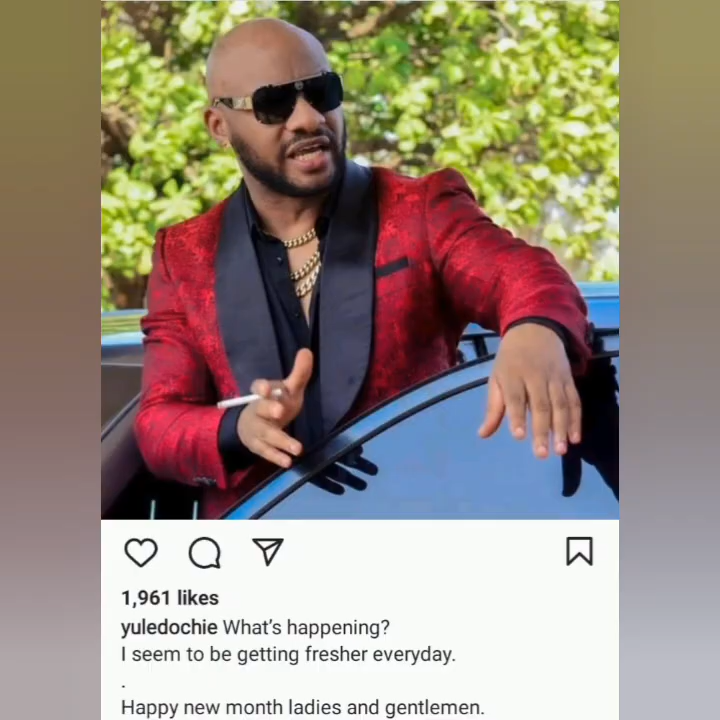 1,961 likes
yuledochie What's happening?
I seem to be getting fresher everyday.
.
Happy new month ladies and gentlemen.